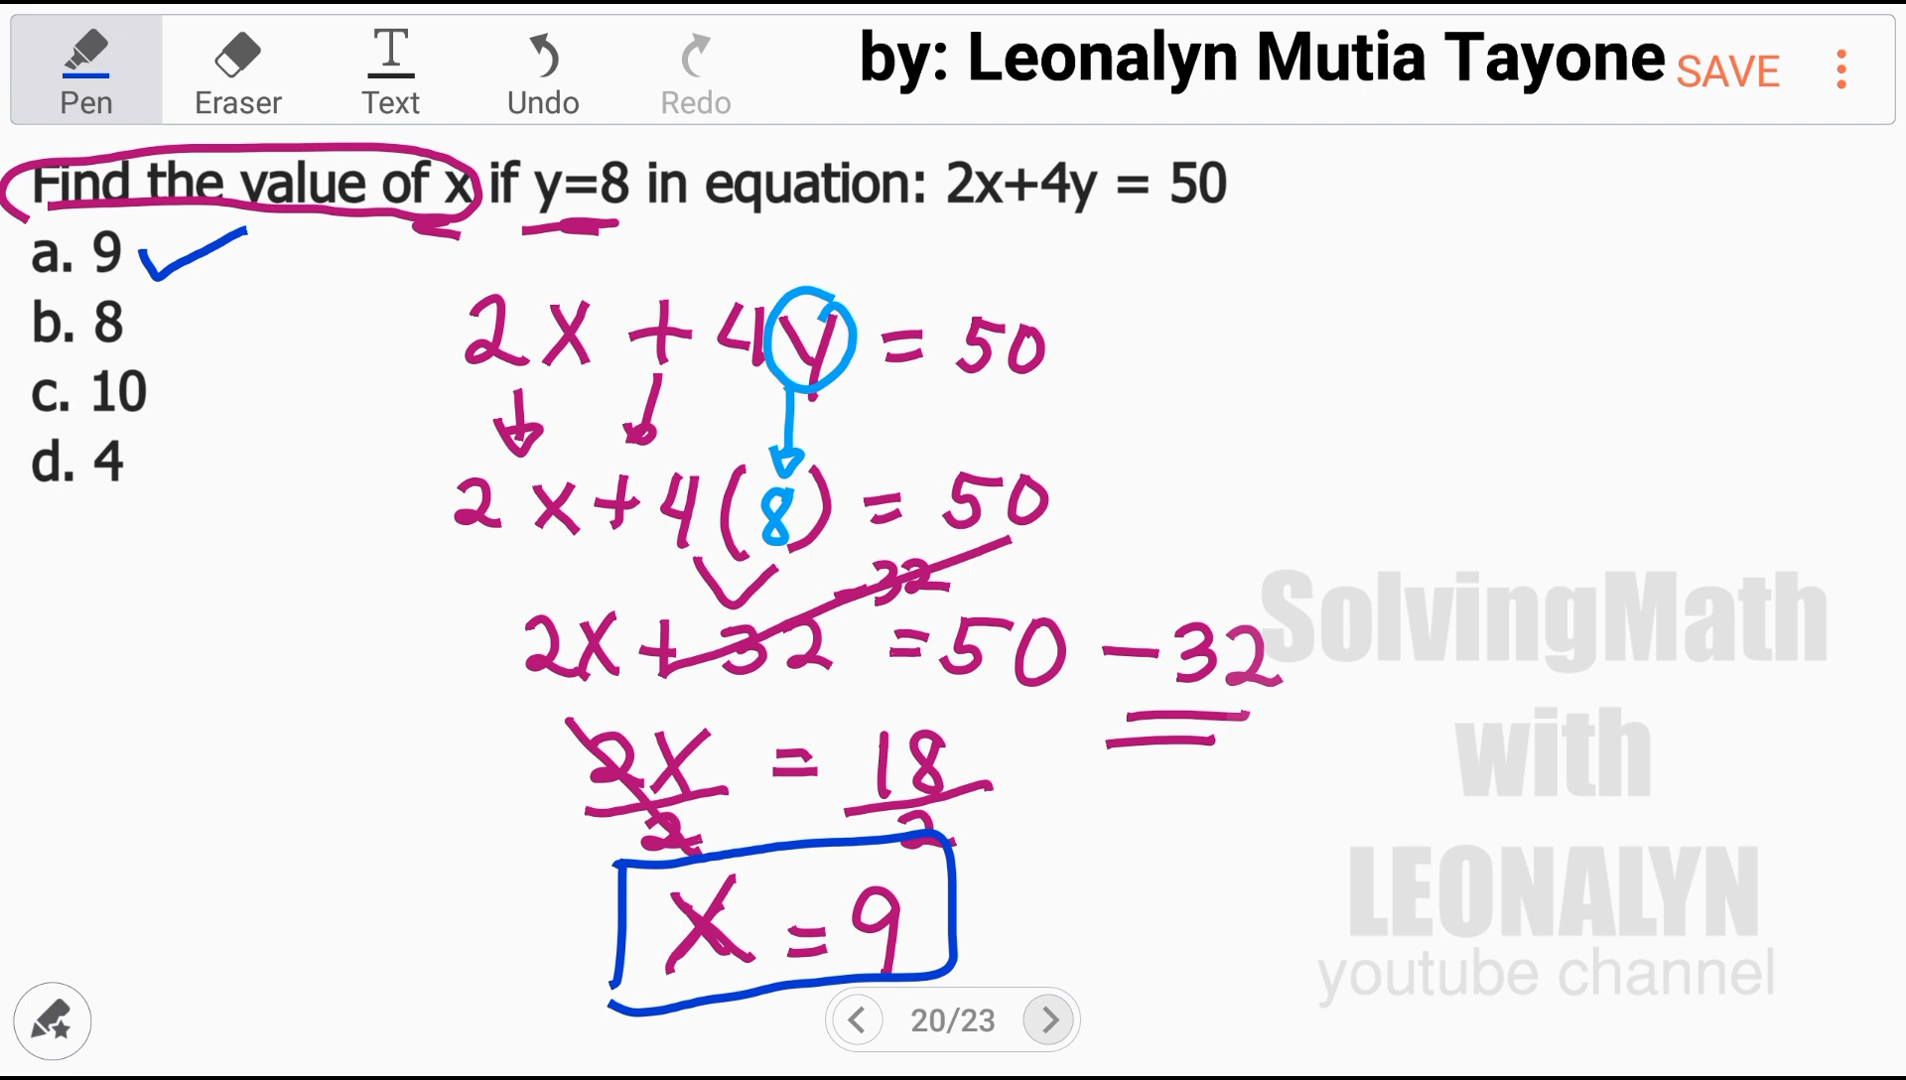 Pen Eraser Text Undo Redo by: Leonalyn Mutia Tayone SAVE
Find the value of x if y=8 in equation: 2x+4y = 50
a. 9
b. 8
c. 10
d. 4
2x + 4y = 50
2x + 4(8) = 50
-32
2x + 32 = 50 - 32
2x = 18
2 2
x = 9
SolvingMath
with
LEONALYN
youtube channel
20/23